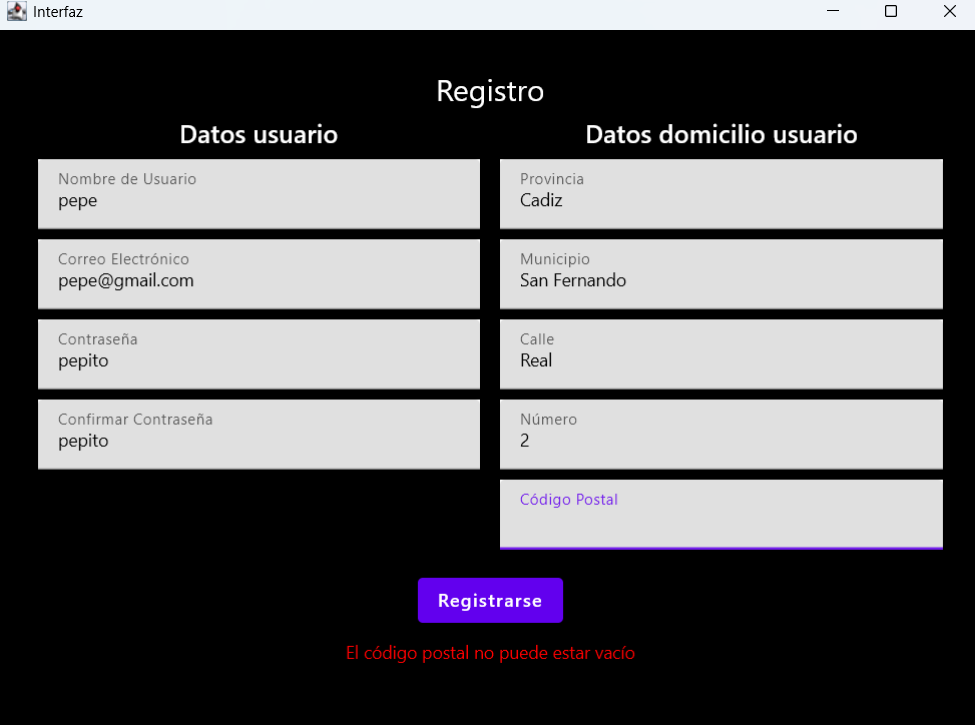 Interfaz
Registro
Datos usuario
Nombre de Usuario
pepe
Correo Electrónico
pepe@gmail.com
Contraseña
pepito
Confirmar Contraseña
pepito
Datos domicilio usuario
Provincia
Cadiz
Municipio
San Fernando
Calle
Real
Número
2
Código Postal
Registrarse
El código postal no puede estar vacío